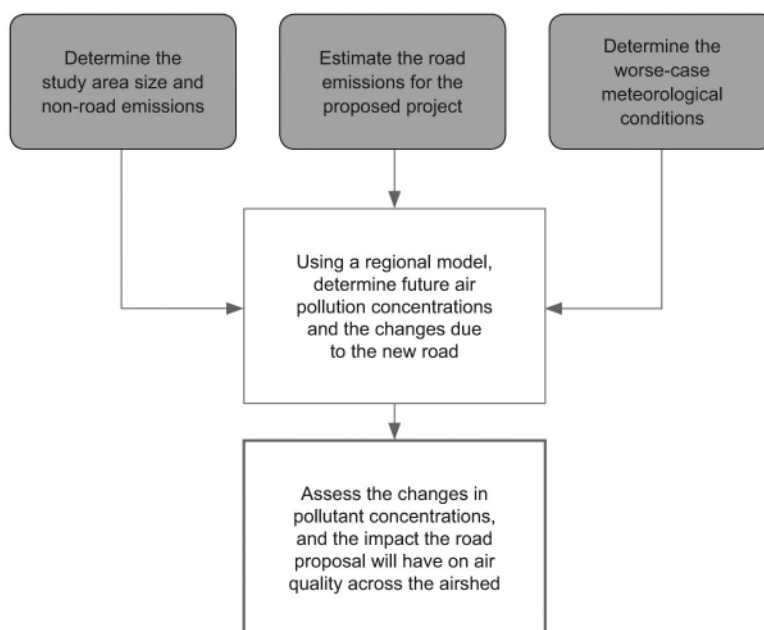 Determine the
study area size and
non-road emissions
Estimate the road
emissions for the
proposed project
Determine the
worse-case
meteorological
conditions
Using a regional model,
determine future air
pollution concentrations
and the changes due
to the new road
Assess the changes in
pollutant concentrations,
and the impact the road
proposal will have on air
quality across the airshed